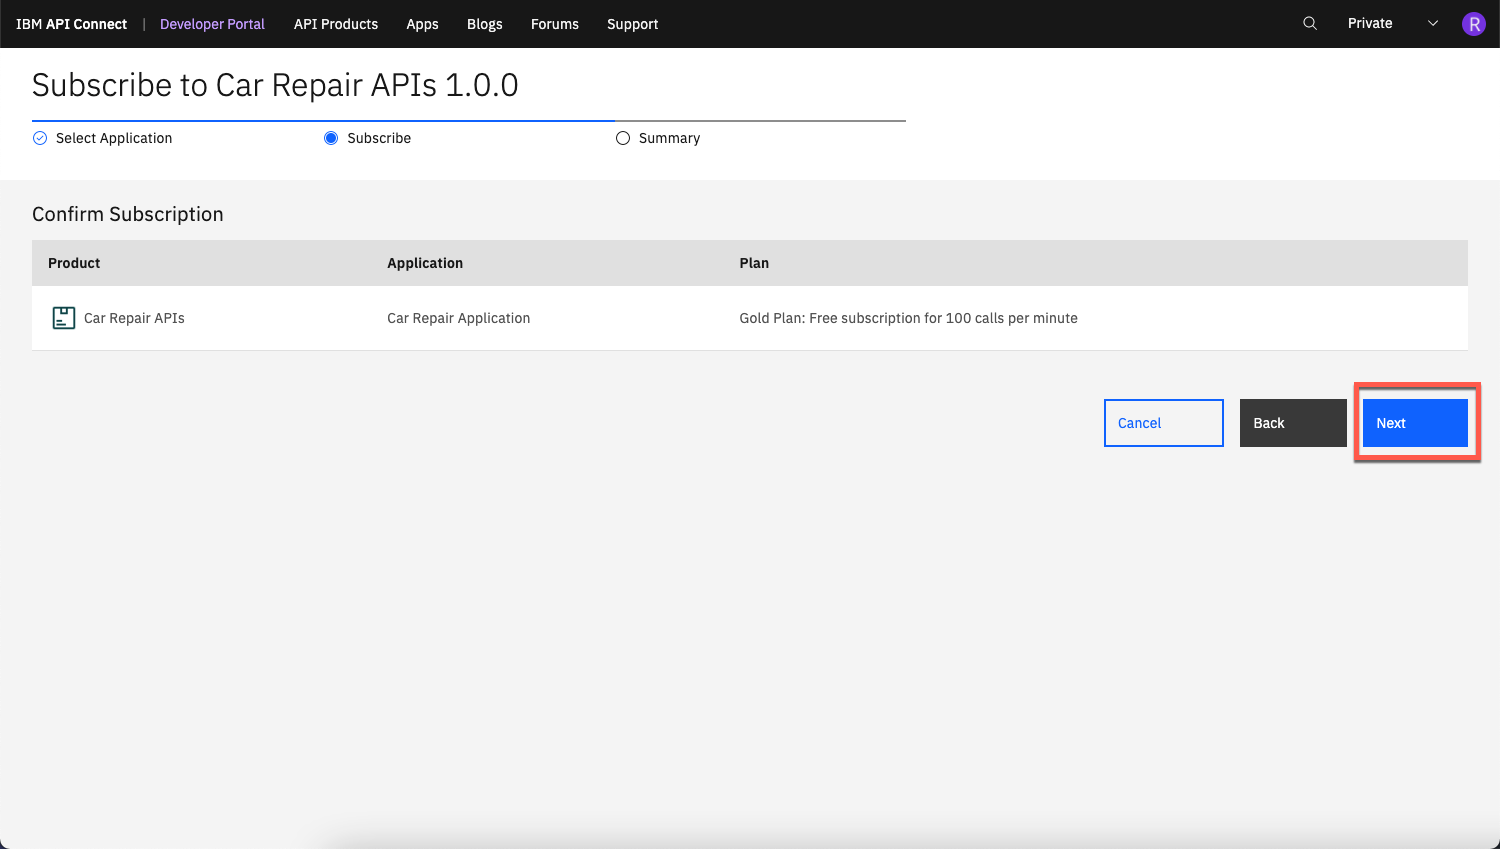 IBM API Connect | Developer Portal API Products Apps Blogs Forums Support Private R
Subscribe to Car Repair APIs 1.0.0
Select Application Subscribe Summary
Confirm Subscription
Product Application Plan
Car Repair APIs Car Repair Application Gold Plan: Free subscription for 100 calls per minute
Cancel Back Next